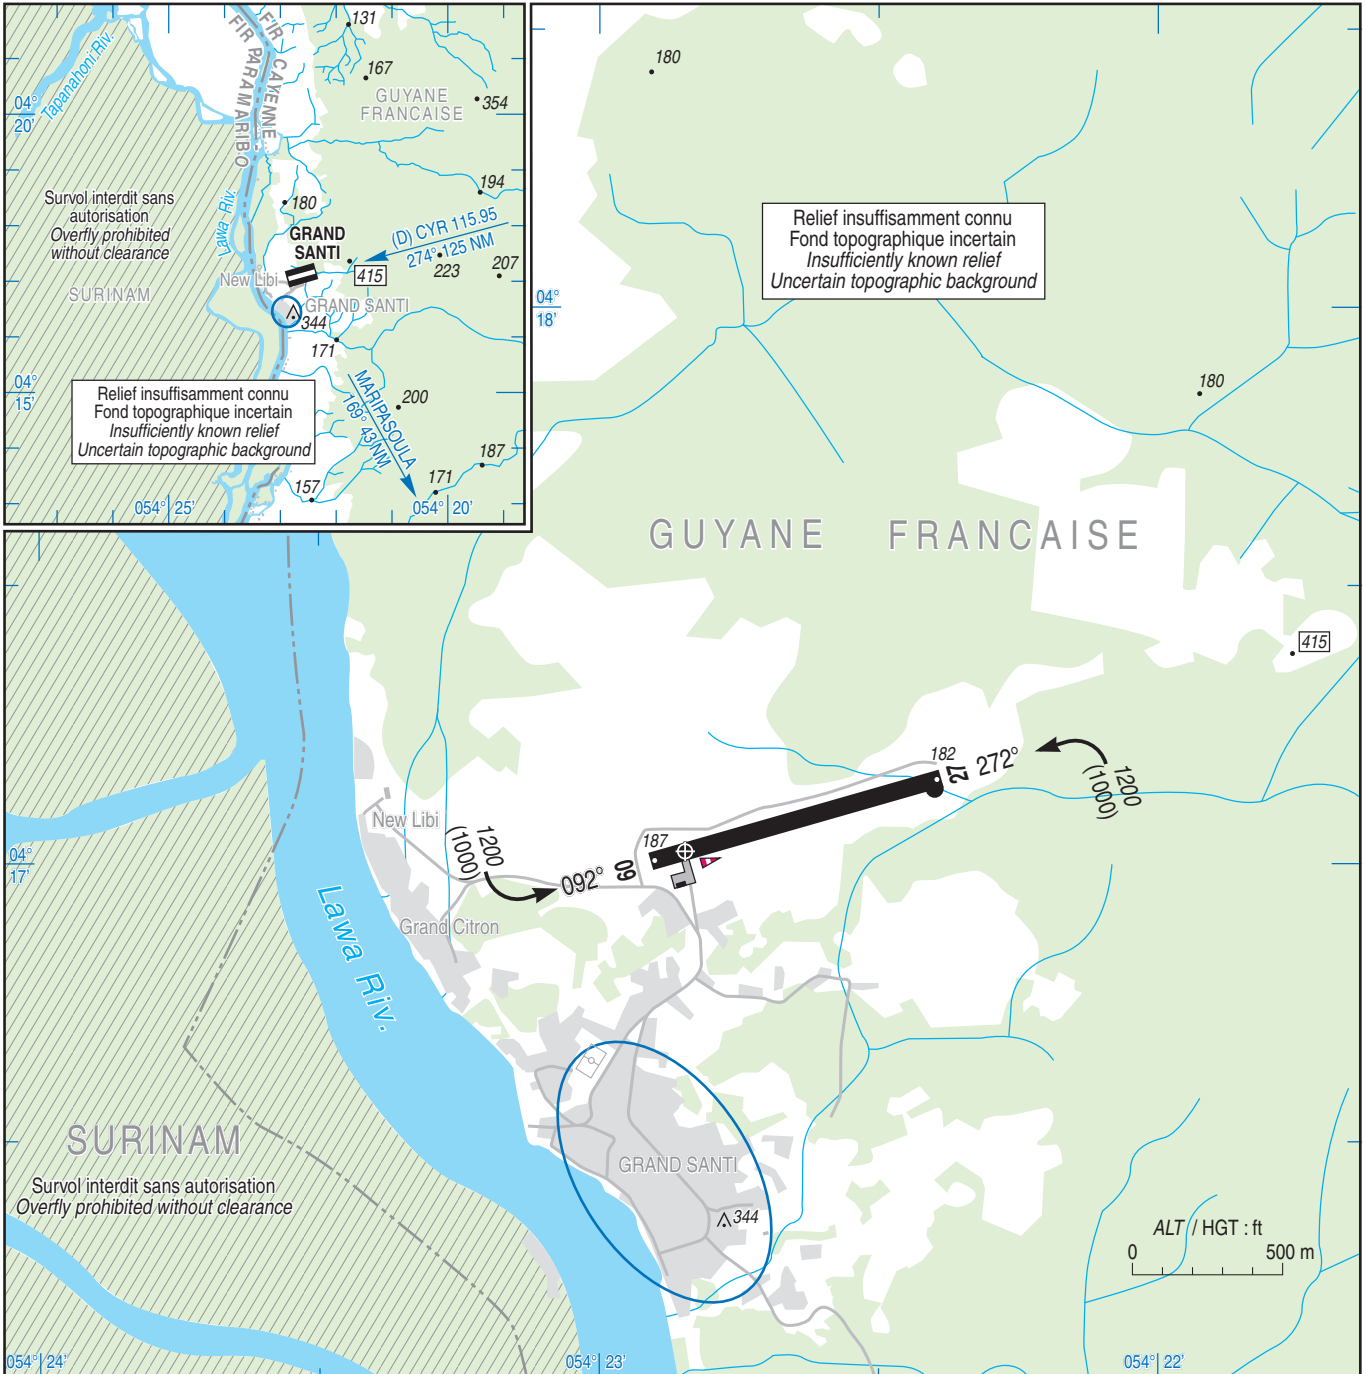 131
167
354
GUYANE
FRANCAISE
FIR CAYENNE
FIR PARAMARIBO
Tapanahoni Riv.
04°
20'
Survol interdit sans
autorisation
Overfly prohibited
without clearance
Lawa Riv.
194
180
GRAND
SANTI
(D) CYR 115.95
274° 125 NM
415
223
207
New Libi
SURINAM
GRAND SANTI
344
171
04°
15'
Relief insuffisamment connu
Fond topographique incertain
Insufficiently known relief
Uncertain topographic background
MARIPASOULA
169° 43 NM
200
187
171
157
054° 25'
054° 20'
180
Relief insuffisamment connu
Fond topographique incertain
Insufficiently known relief
Uncertain topographic background
04°
18'
180
GUYANE FRANCAISE
415
182
27
272°
1200
(1000)
New Libi
1200
(1000)
187
09
092°
04°
17'
Lawa Riv.
Grand Citron
SURINAM
Survol interdit sans autorisation
Overfly prohibited without clearance
GRAND SANTI
344
ALT / HGT : ft
0 500 m
054° 24'
054° 23'
054° 22'